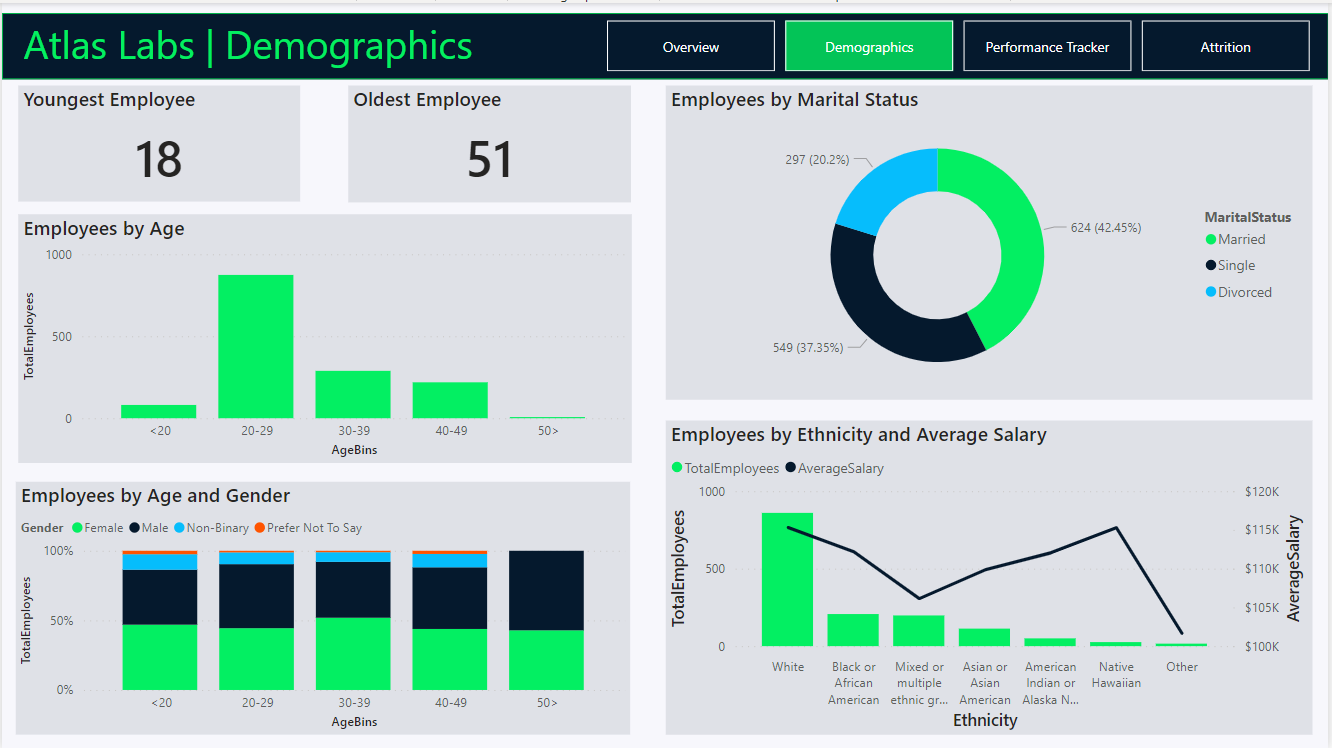 Atlas Labs | Demographics
Overview
Demographics
Performance Tracker
Attrition
Youngest Employee
18
Oldest Employee
51
Employees by Age
TotalEmployees
1000
500
0
<20
20-29
30-39
40-49
50>
AgeBins
Employees by Age and Gender
Gender Female Male Non-Binary Prefer Not To Say
TotalEmployees
100%
50%
0%
<20
20-29
30-39
40-49
50>
AgeBins
Employees by Marital Status
297 (20.2%)
624 (42.45%)
549 (37.35%)
MaritalStatus
Married
Single
Divorced
Employees by Ethnicity and Average Salary
TotalEmployees AverageSalary
TotalEmployees
1000
500
0
$120K
$115K
$110K
$105K
$100K
AverageSalary
White
Black or
African
American
Mixed or
multiple
ethnic gr...
Asian or
Asian
American
American
Indian or
Alaska N...
Native
Hawaiian
Other
Ethnicity